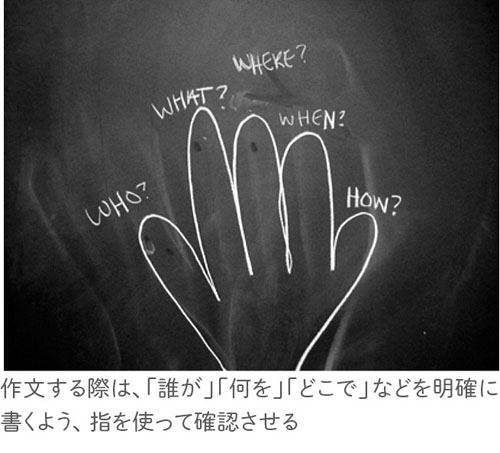 WHERE?
WHAT?
WHEN?
WHO?
HOW?
作文する際は、「誰が」「何を」「どこで」などを明確に
書くよう、指を使って確認させる